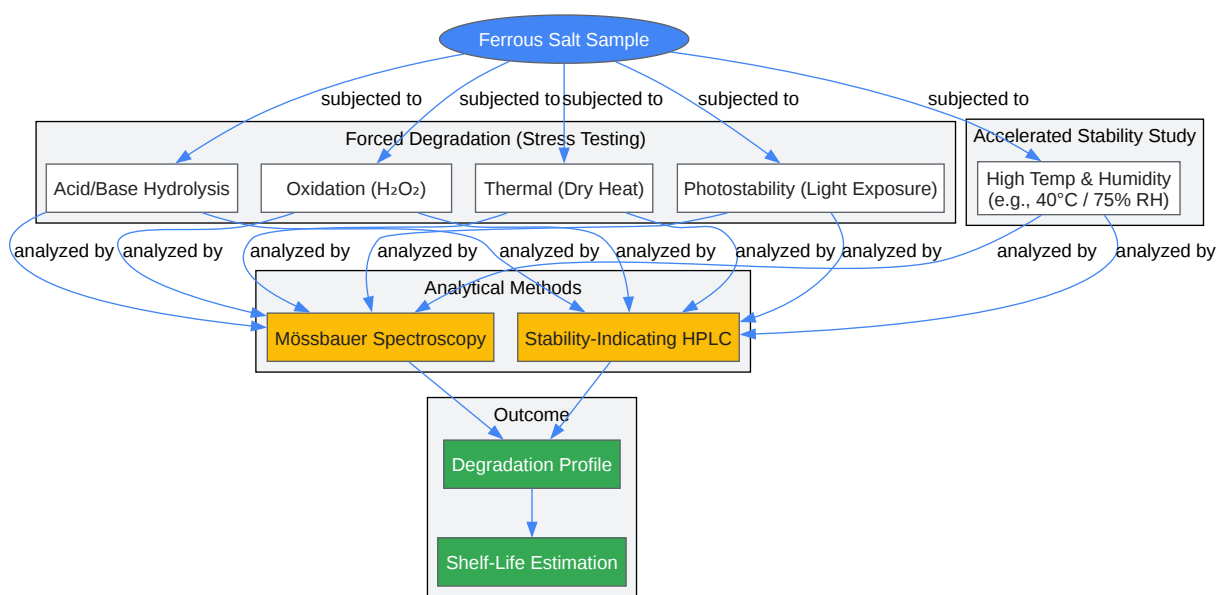 Ferrous Salt Sample
subjected to
subjected to
subjected to
subjected to
subjected to
Forced Degradation (Stress Testing)
Accelerated Stability Study
Acid/Base Hydrolysis
Oxidation (H₂O₂)
Thermal (Dry Heat)
Photostability (Light Exposure)
High Temp & Humidity
(e.g., 40°C / 75% RH)
analyzed by
analyzed by
analyzed by
analyzed by
analyzed by
analyzed by
analyzed by
analyzed by
analyzed by
analyzed by
Analytical Methods
Mössbauer Spectroscopy
Stability-Indicating HPLC
Outcome
Degradation Profile
Shelf-Life Estimation